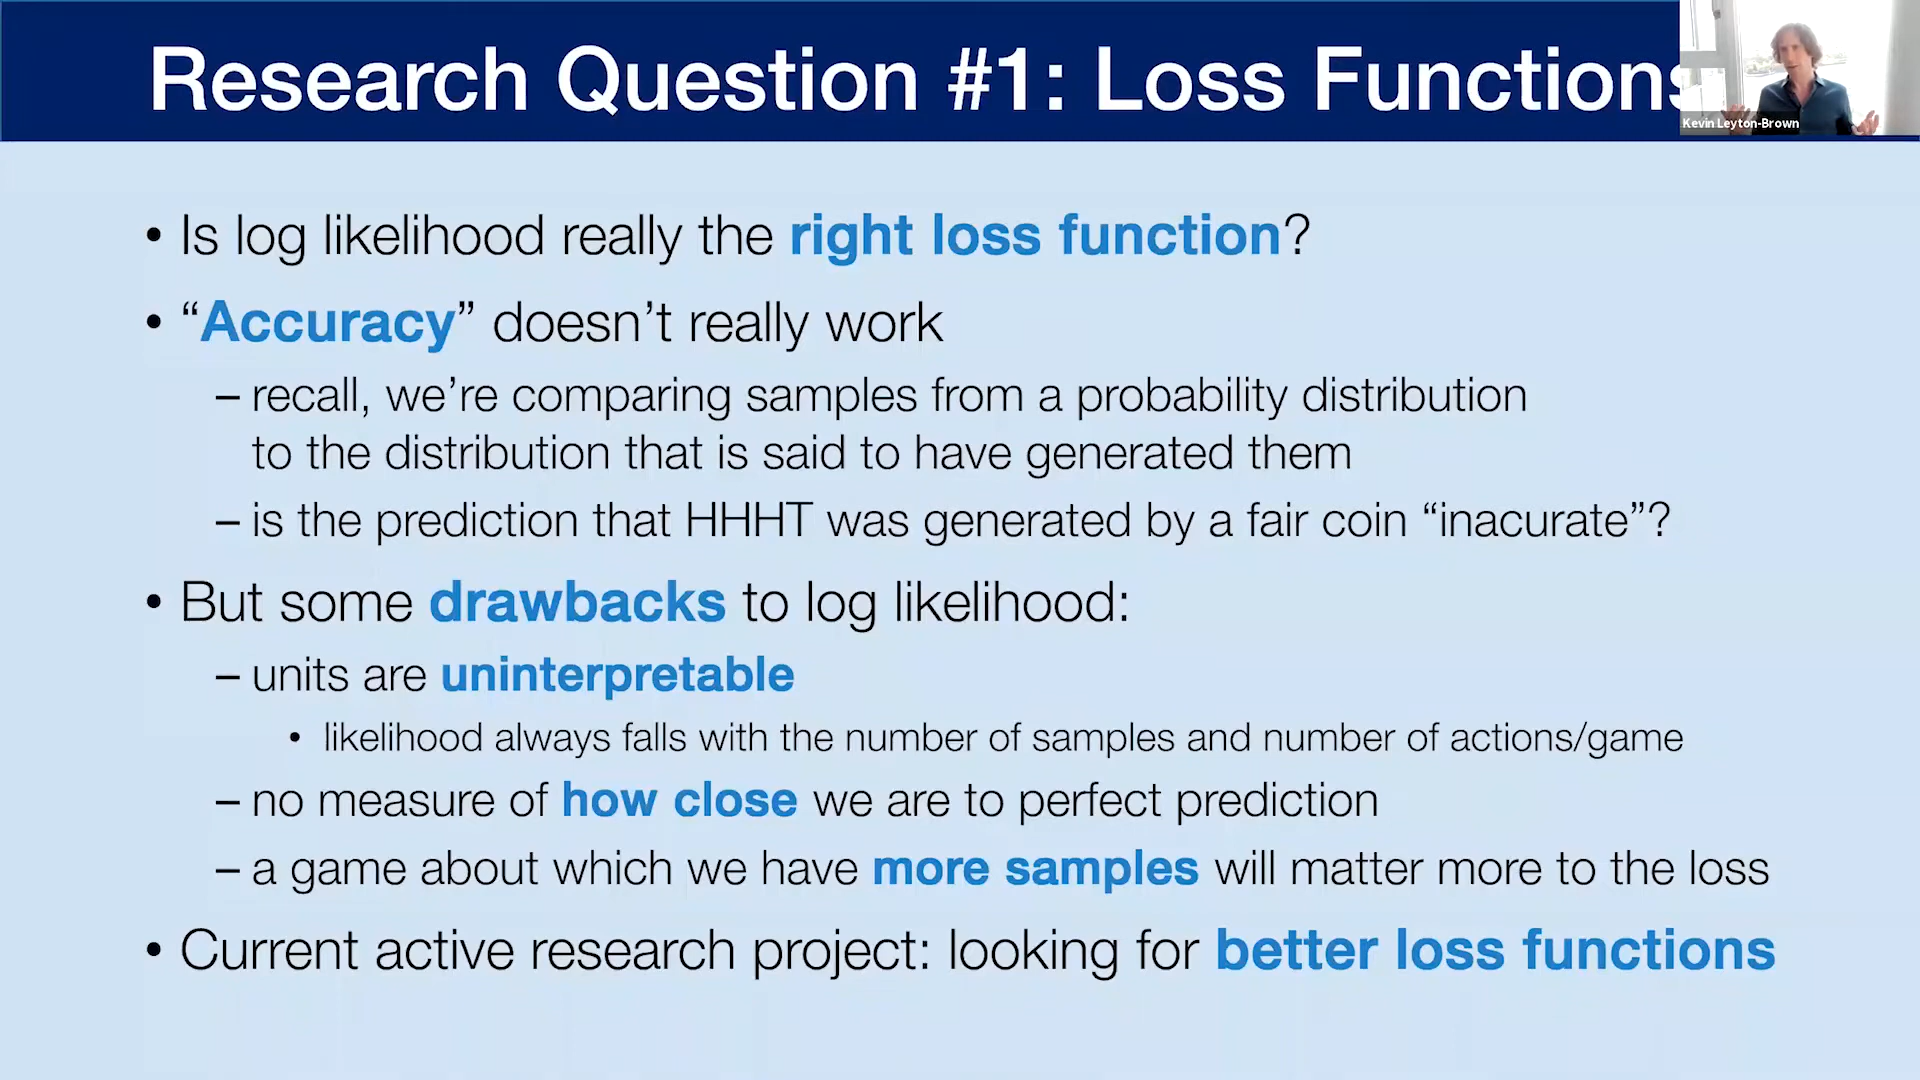 Research Question #1: Loss Functions
Kevin Leyton-Brown
• Is log likelihood really the right loss function?
• “Accuracy” doesn’t really work
– recall, we’re comparing samples from a probability distribution
to the distribution that is said to have generated them
– is the prediction that HHHT was generated by a fair coin “inacurate”?
• But some drawbacks to log likelihood:
– units are uninterpretable
• likelihood always falls with the number of samples and number of actions/game
– no measure of how close we are to perfect prediction
– a game about which we have more samples will matter more to the loss
• Current active research project: looking for better loss functions